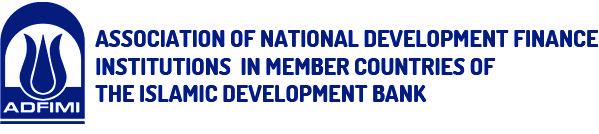 ADFIMI
ASSOCIATION OF NATIONAL DEVELOPMENT FINANCE
INSTITUTIONS IN MEMBER COUNTRIES OF
THE ISLAMIC DEVELOPMENT BANK